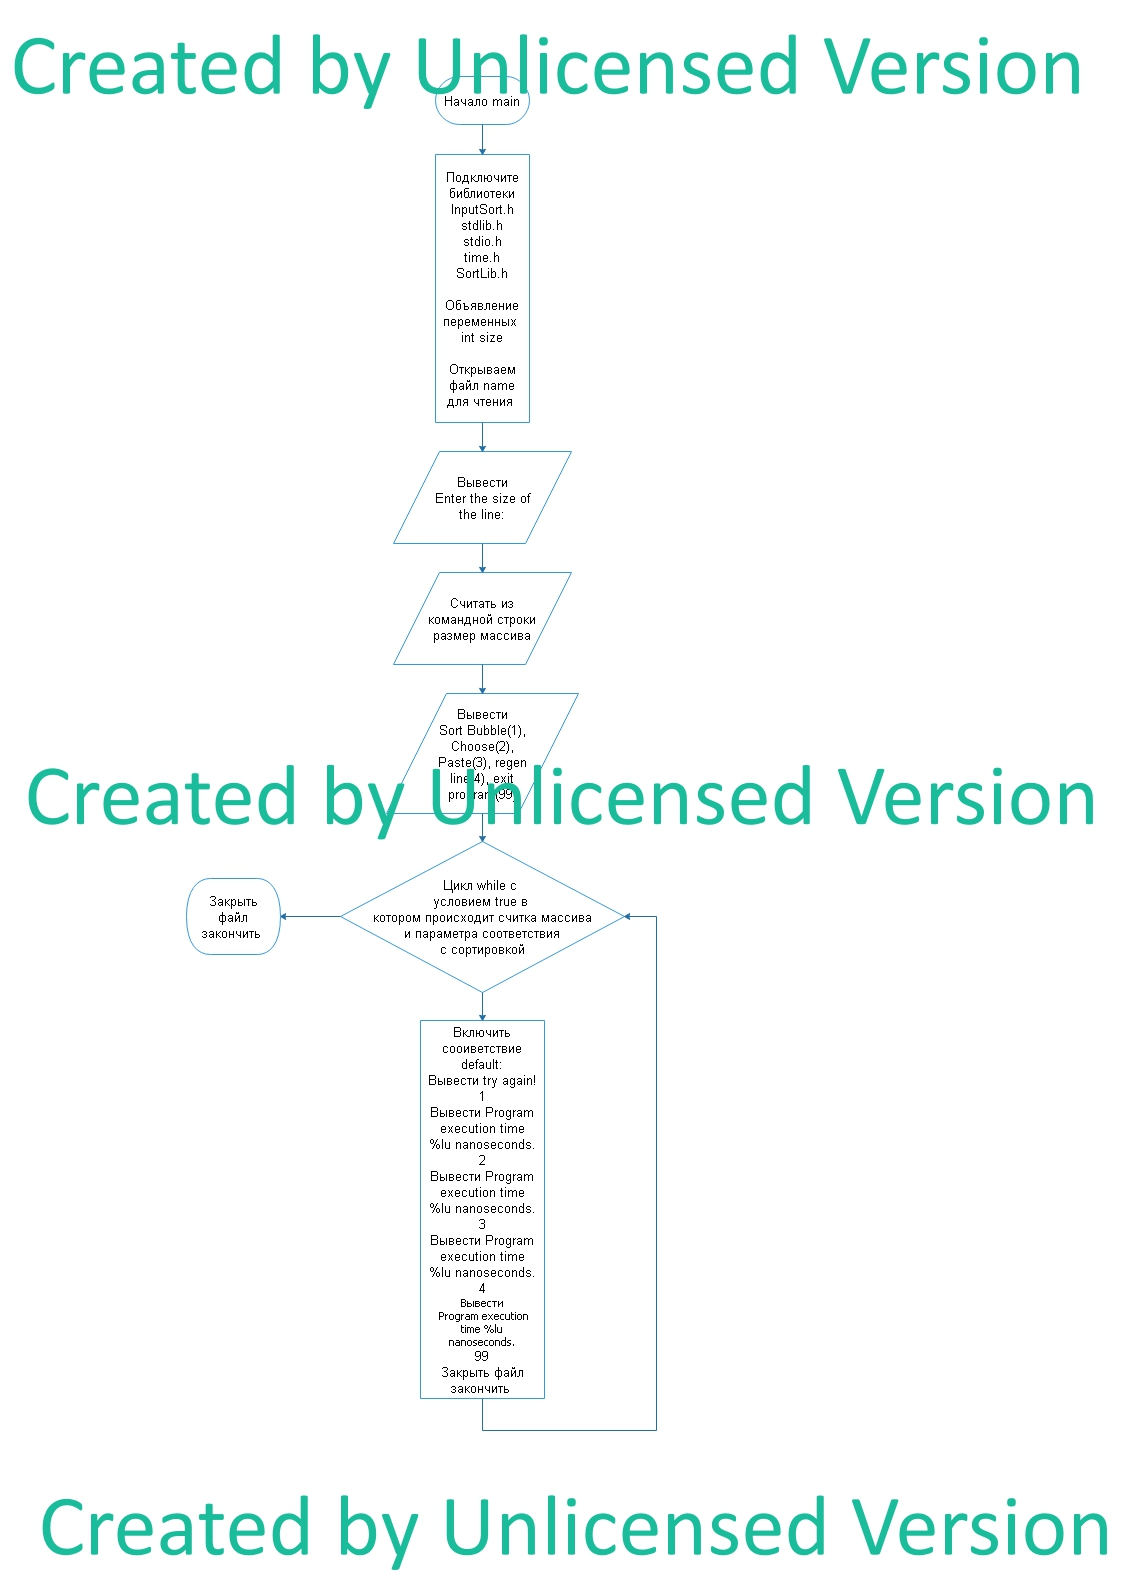 Created by Unlicensed Version
Начало main
Подключите
библиотеки
InputSort.h
stdlib.h
stdio.h
time.h
SortLib.h
Объявление
переменных
int size
Открываем
файл name
для чтения
Вывести
Enter the size of
the line:
Считать из
командной строки
размер массива
Вывести
Sort Bubble(1),
Choose(2),
Paste(3), regen
line(4), exit
program(99)
Created by Unlicensed Version
Цикл while с
условием true в
котором происходит считка массива
и параметра соответствия
с сортировкой
Закрыть
файл
закончить
Включить
сооиветствие
default:
Вывести try again!
1
Вывести Program
execution time
%lu nanoseconds.
2
Вывести Program
execution time
%lu nanoseconds.
3
Вывести Program
execution time
%lu nanoseconds.
4
Вывести
Program execution
time %lu
nanoseconds.
99
Закрыть файл
закончить
Created by Unlicensed Version